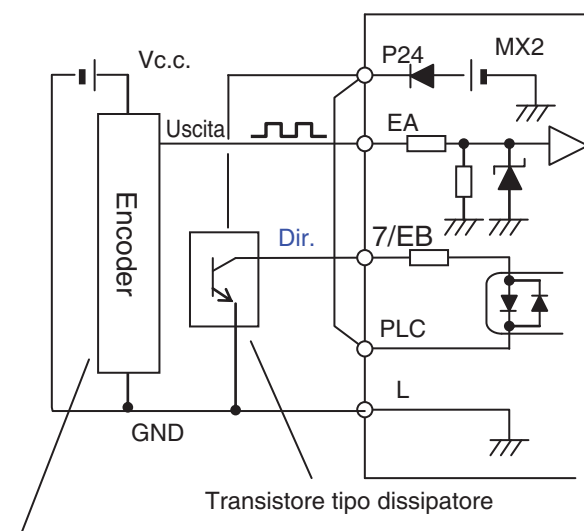 Vc.c.
P24
MX2
Uscita
EA
Encoder
Dir.
7/EB
PLC
L
GND
Transistore tipo dissipatore